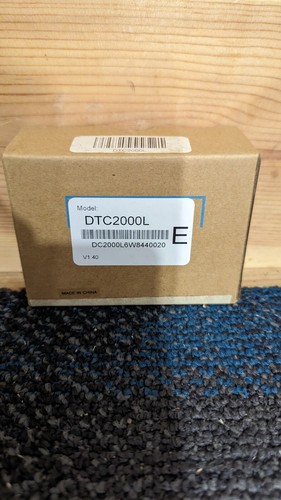 Model:
DTC2000L
DC2000L6W8440020
E
V1.40
MADE IN CHINA